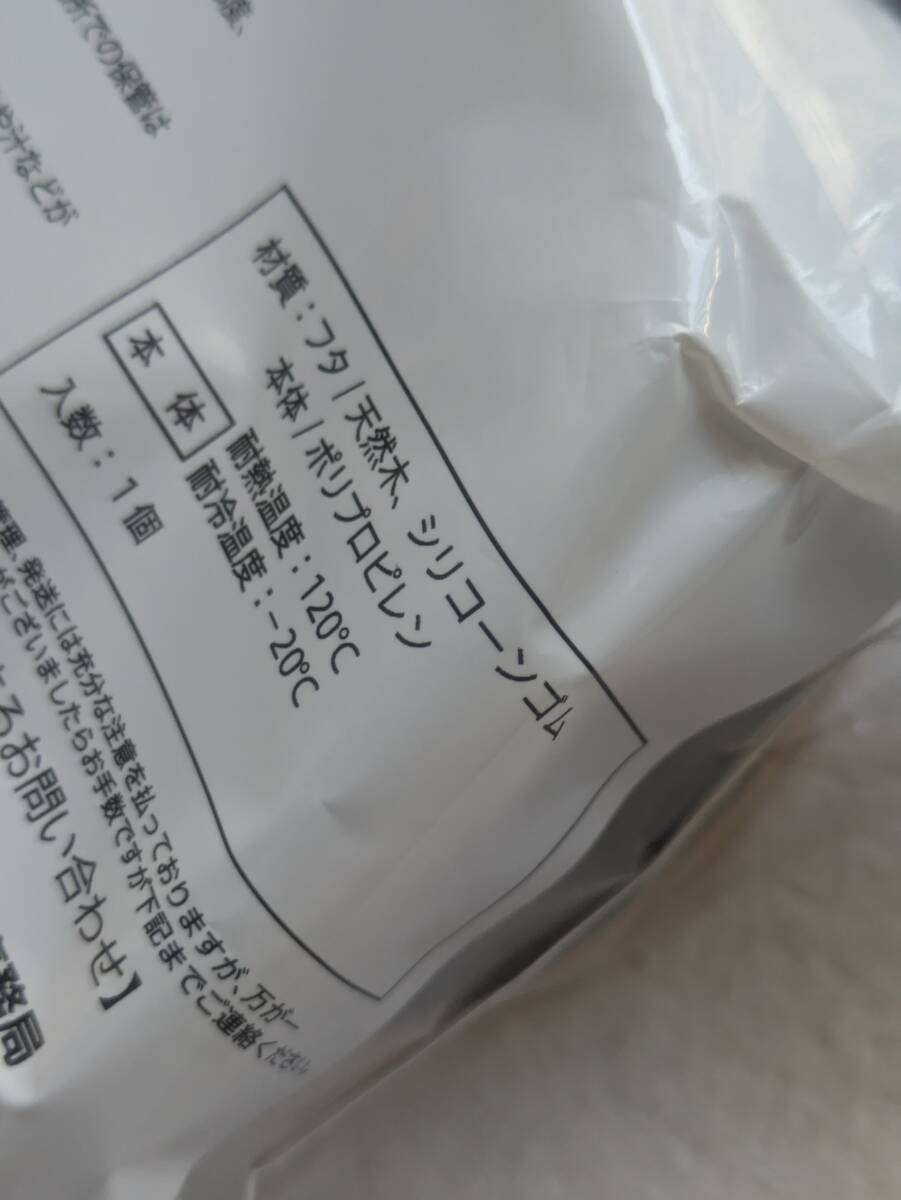 度、
所での保管は
や汁などが
材質：フタ｜天然木、シリコーンゴム
本体｜ポリプロピレン
本体 耐熱温度：120℃
耐冷温度：－20℃
入数：1個
管理、発送には充分な注意を払っておりますが、万が一
がございましたらお手数ですが下記までご連絡ください
るお問い合わせ】
務局